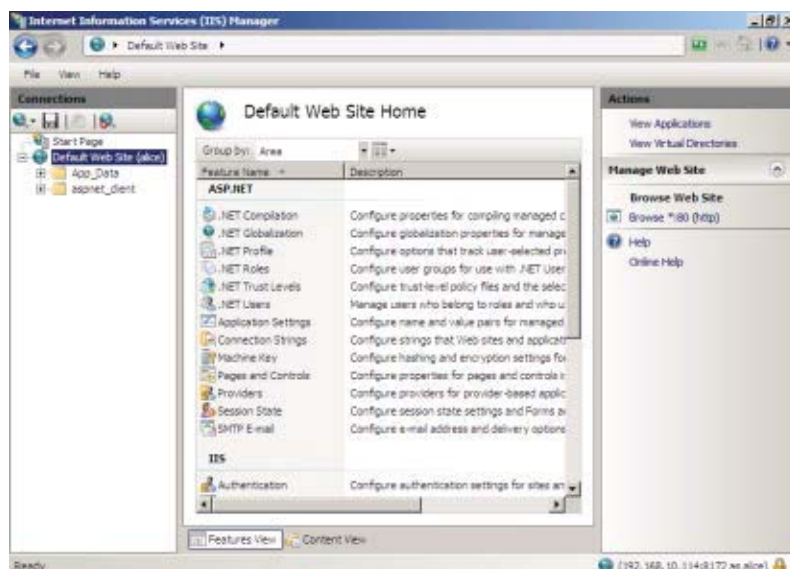 Internet Information Services (IIS) Manager
Default Web Site
File View Help
Connections
Start Page
Default Web Site (alice)
App_Data
aspnet_client
Default Web Site Home
Group by: Area
Feature Name Description
ASP.NET
.NET Compilation Configure properties for compiling managed c
.NET Globalization Configure globalization properties for manage
.NET Profile Configure options that track user-selected pre
.NET Roles Configure user groups for use with .NET User
.NET Trust Levels Configure trust-level policy files and the selec
.NET Users Manage users who belong to roles and who u
Application Settings Configure name and value pairs for managed
Connection Strings Configure strings that Web sites and applicati
Machine Key Configure hashing and encryption settings fo
Pages and Controls Configure properties for pages and controls i
Providers Configure providers for provider-based applic
Session State Configure session state settings and Forms a
SMTP E-mail Configure e-mail address and delivery options
IIS
Authentication Configure authentication settings for sites an
Features View Content View
Actions
View Applications
View Virtual Directories
Manage Web Site
Browse Web Site
Browse *:80 (http)
Help
Online Help
Ready
(192.168.10.114:8172 as alice)